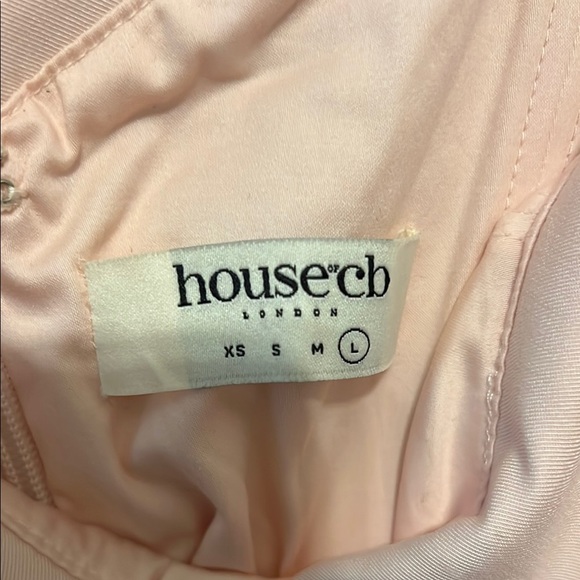 house OF cb
LONDON
XS S M L